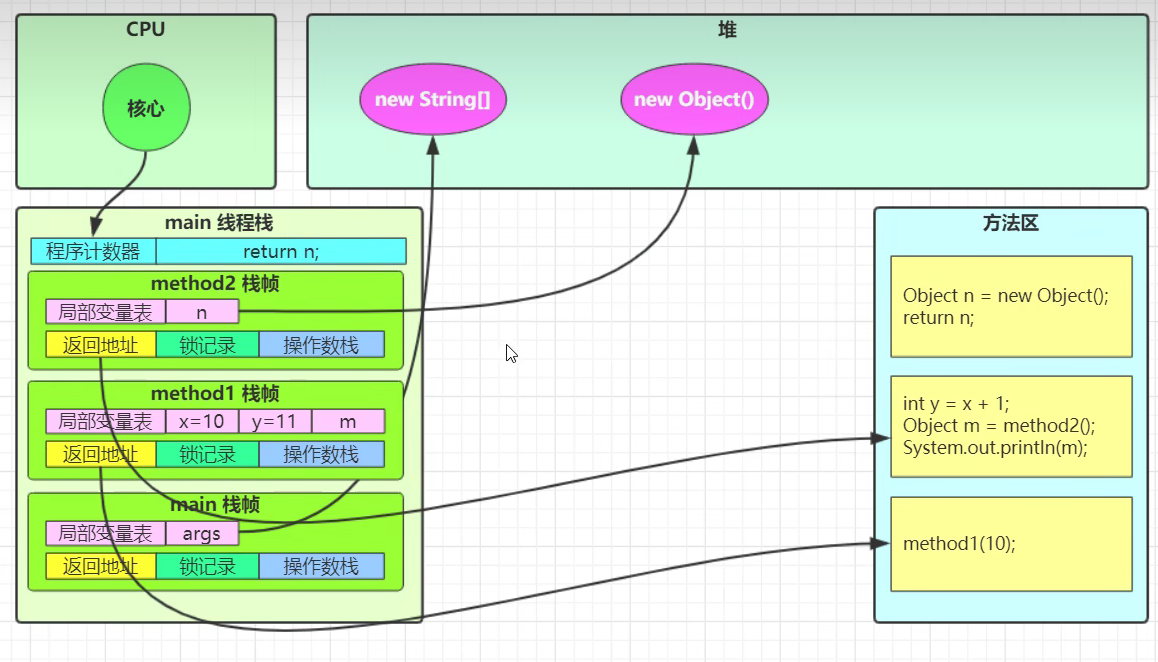 CPU
核心
堆
new String[]
new Object()
main 线程栈
程序计数器 return n;
method2 栈帧
局部变量表 n
返回地址 锁记录 操作数栈
method1 栈帧
局部变量表 x=10 y=11 m
返回地址 锁记录 操作数栈
main 栈帧
局部变量表 args
返回地址 锁记录 操作数栈
方法区
Object n = new Object();
return n;
int y = x + 1;
Object m = method2();
System.out.println(m);
method1(10);